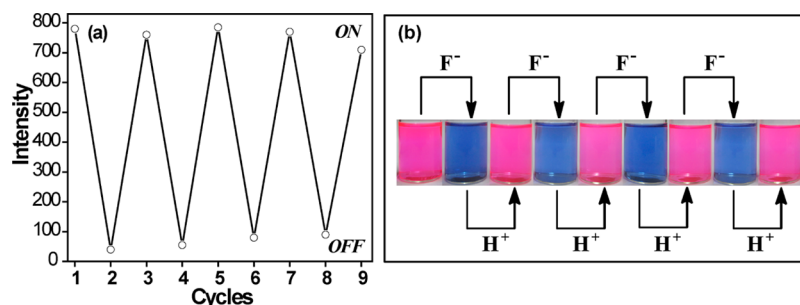 (a)
ON
OFF
Intensity
800
700
600
500
400
300
200
100
0
1 2 3 4 5 6 7 8 9
Cycles
(b)
F⁻ F⁻ F⁻ F⁻
H⁺ H⁺ H⁺ H⁺